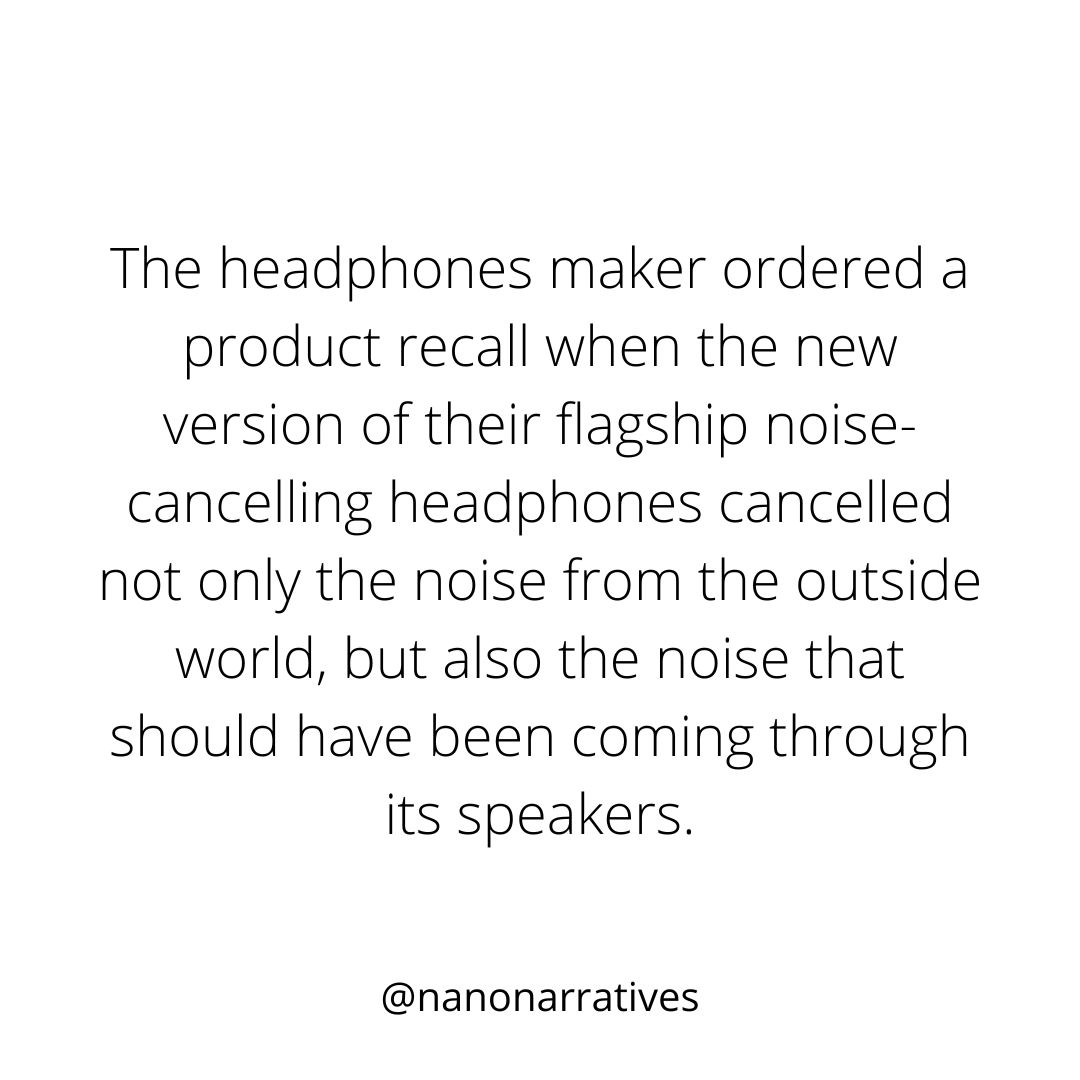 The headphones maker ordered a
product recall when the new
version of their flagship noise-
cancelling headphones cancelled
not only the noise from the outside
world, but also the noise that
should have been coming through
its speakers.
@nanonarratives